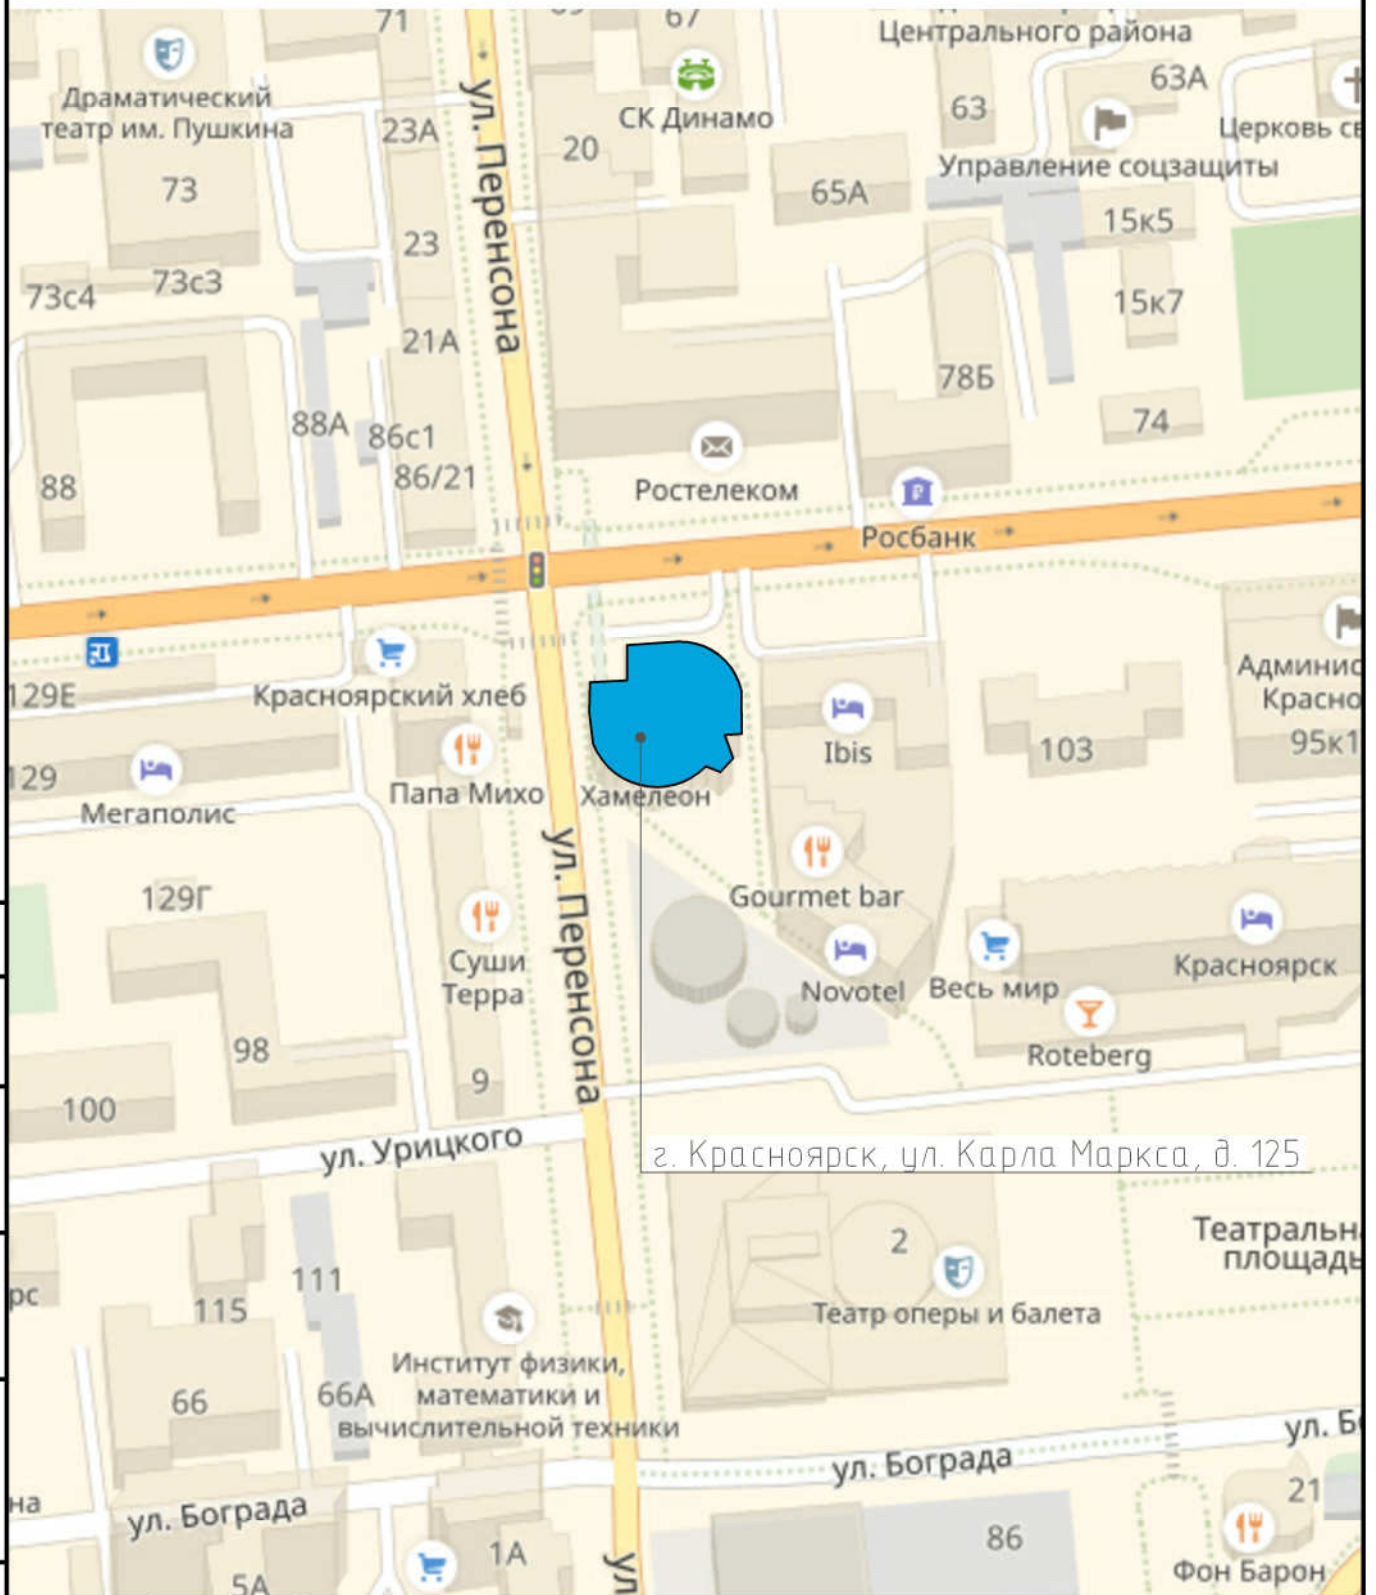 71
67
Центрального района
63А
Драматический
театр им. Пушкина
СК Динамо
63
23А
20
Управление соцзащиты
Церковь св
73
65А
15к5
ул. Перенсона
23
73с4
73с3
15к7
21А
78Б
88А
86с1
74
88
86/21
Ростелеком
Росбанк
129Е
Красноярский хлеб
Админис
Красно
Ibis
103
95к1
129
Мегаполис
Папа Михо
Хамелеон
129Г
ул. Перенсона
Gourmet bar
Суши
Терра
Novotel
Весь мир
Красноярск
98
Roteberg
9
100
ул. Урицкого
г. Красноярск, ул. Карла Маркса, д. 125
2
Театральна
площадь
рс
111
115
Театр оперы и балета
Институт физики,
математики и
вычислительной техники
66
66А
ул. Бо
ул. Бограда
на
ул. Бограда
21
86
1А
ул
Фон Барон
5А